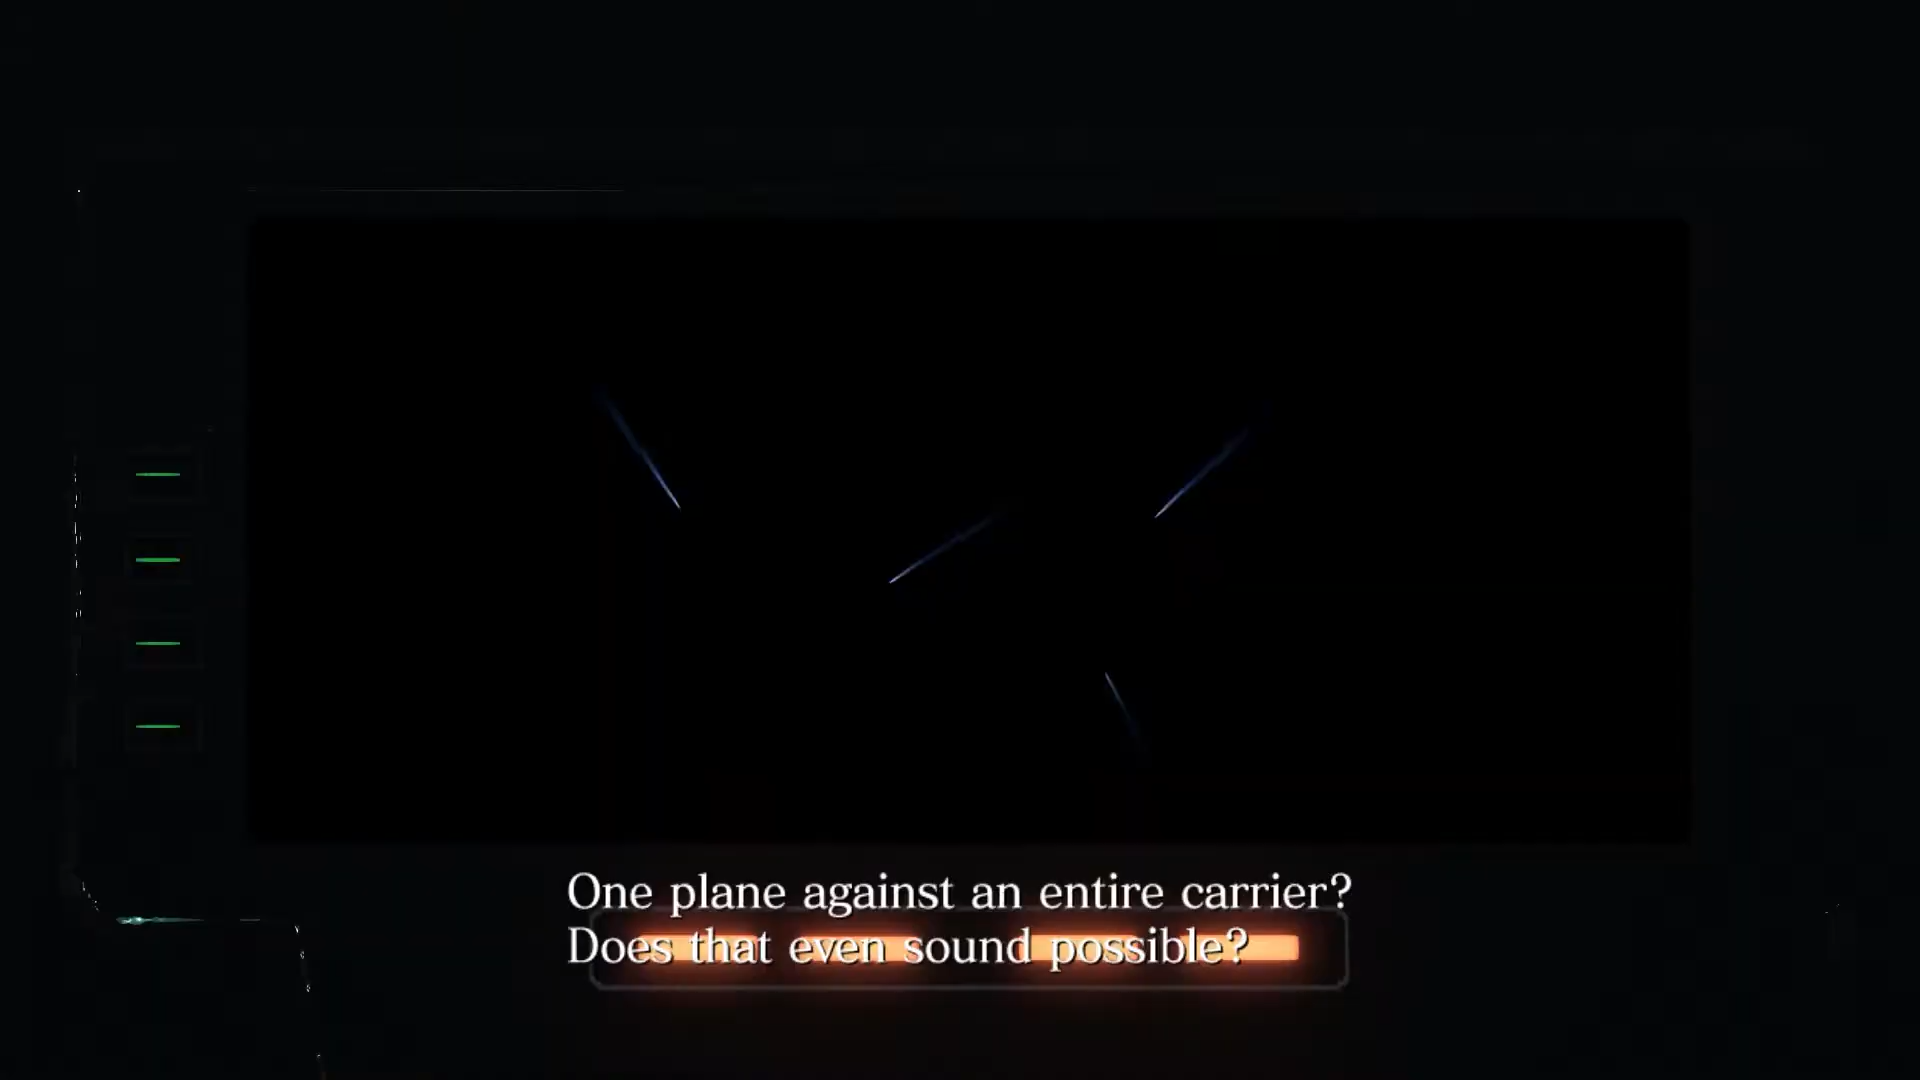 One plane against an entire carrier?
Does that even sound possible?